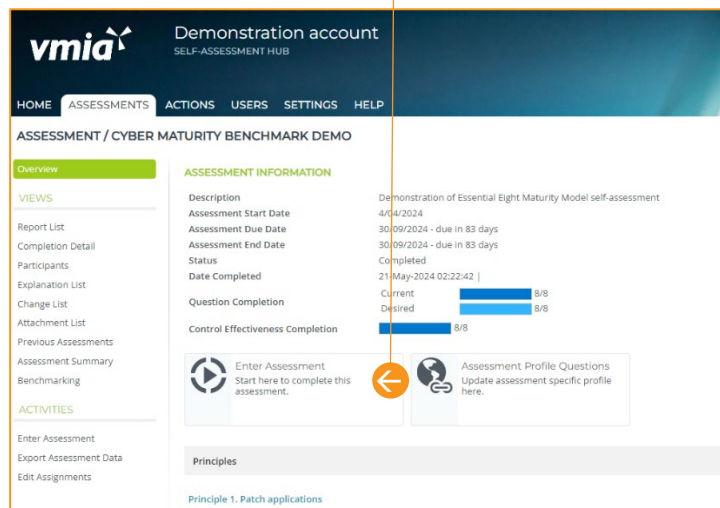 vmia
Demonstration account
SELF-ASSESSMENT HUB
HOME ASSESSMENTS ACTIONS USERS SETTINGS HELP
ASSESSMENT / CYBER MATURITY BENCHMARK DEMO
Overview
VIEWS
Report List
Completion Detail
Participants
Explanation List
Change List
Attachment List
Previous Assessments
Assessment Summary
Benchmarking
ACTIVITIES
Enter Assessment
Export Assessment Data
Edit Assignments
ASSESSMENT INFORMATION
Description Demonstration of Essential Eight Maturity Model self-assessment
Assessment Start Date 4/04/2024
Assessment Due Date 30/09/2024 - due in 83 days
Assessment End Date 30/09/2024 - due in 83 days
Status Completed
Date Completed 21-May-2024 02:22:42 |
Question Completion
Current 8/8
Desired 8/8
Control Effectiveness Completion 8/8
Enter Assessment
Start here to complete this
assessment.
Assessment Profile Questions
Update assessment specific profile
here.
Principles
Principle 1. Patch applications